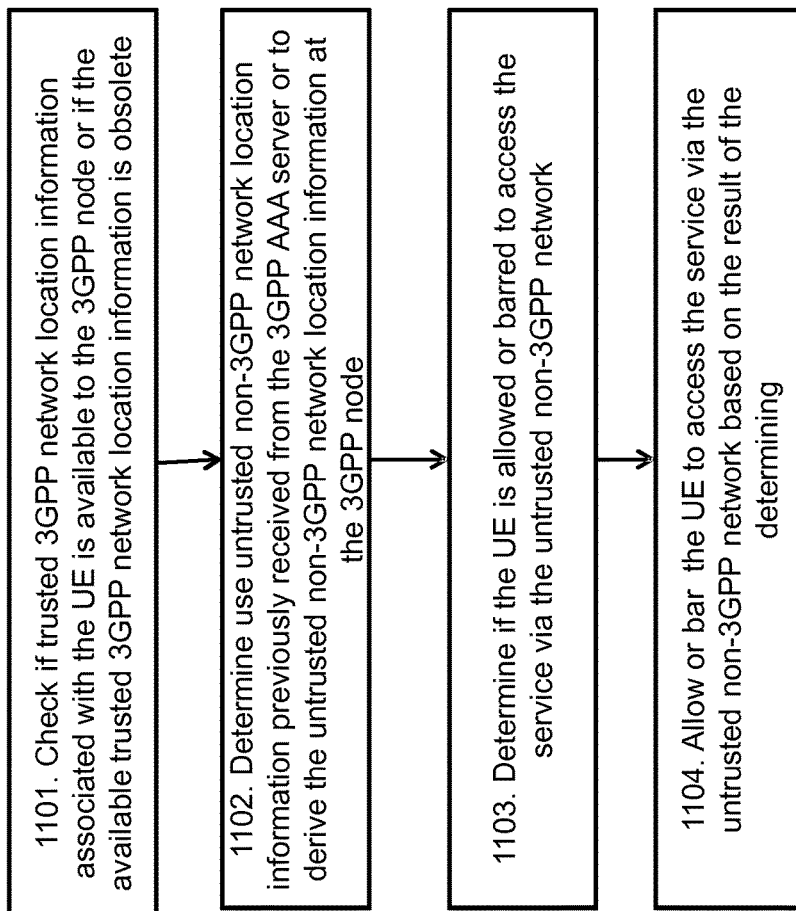 1101. Check if trusted 3GPP network location information
associated with the UE is available to the 3GPP node or if the
available trusted 3GPP network location information is obsolete
1102. Determine use untrusted non-3GPP network location
information previously received from the 3GPP AAA server or to
derive the untrusted non-3GPP network location information at
the 3GPP node
1103. Determine if the UE is allowed or barred to access the
service via the untrusted non-3GPP network
1104. Allow or bar the UE to access the service via the
untrusted non-3GPP network based on the result of the
determining